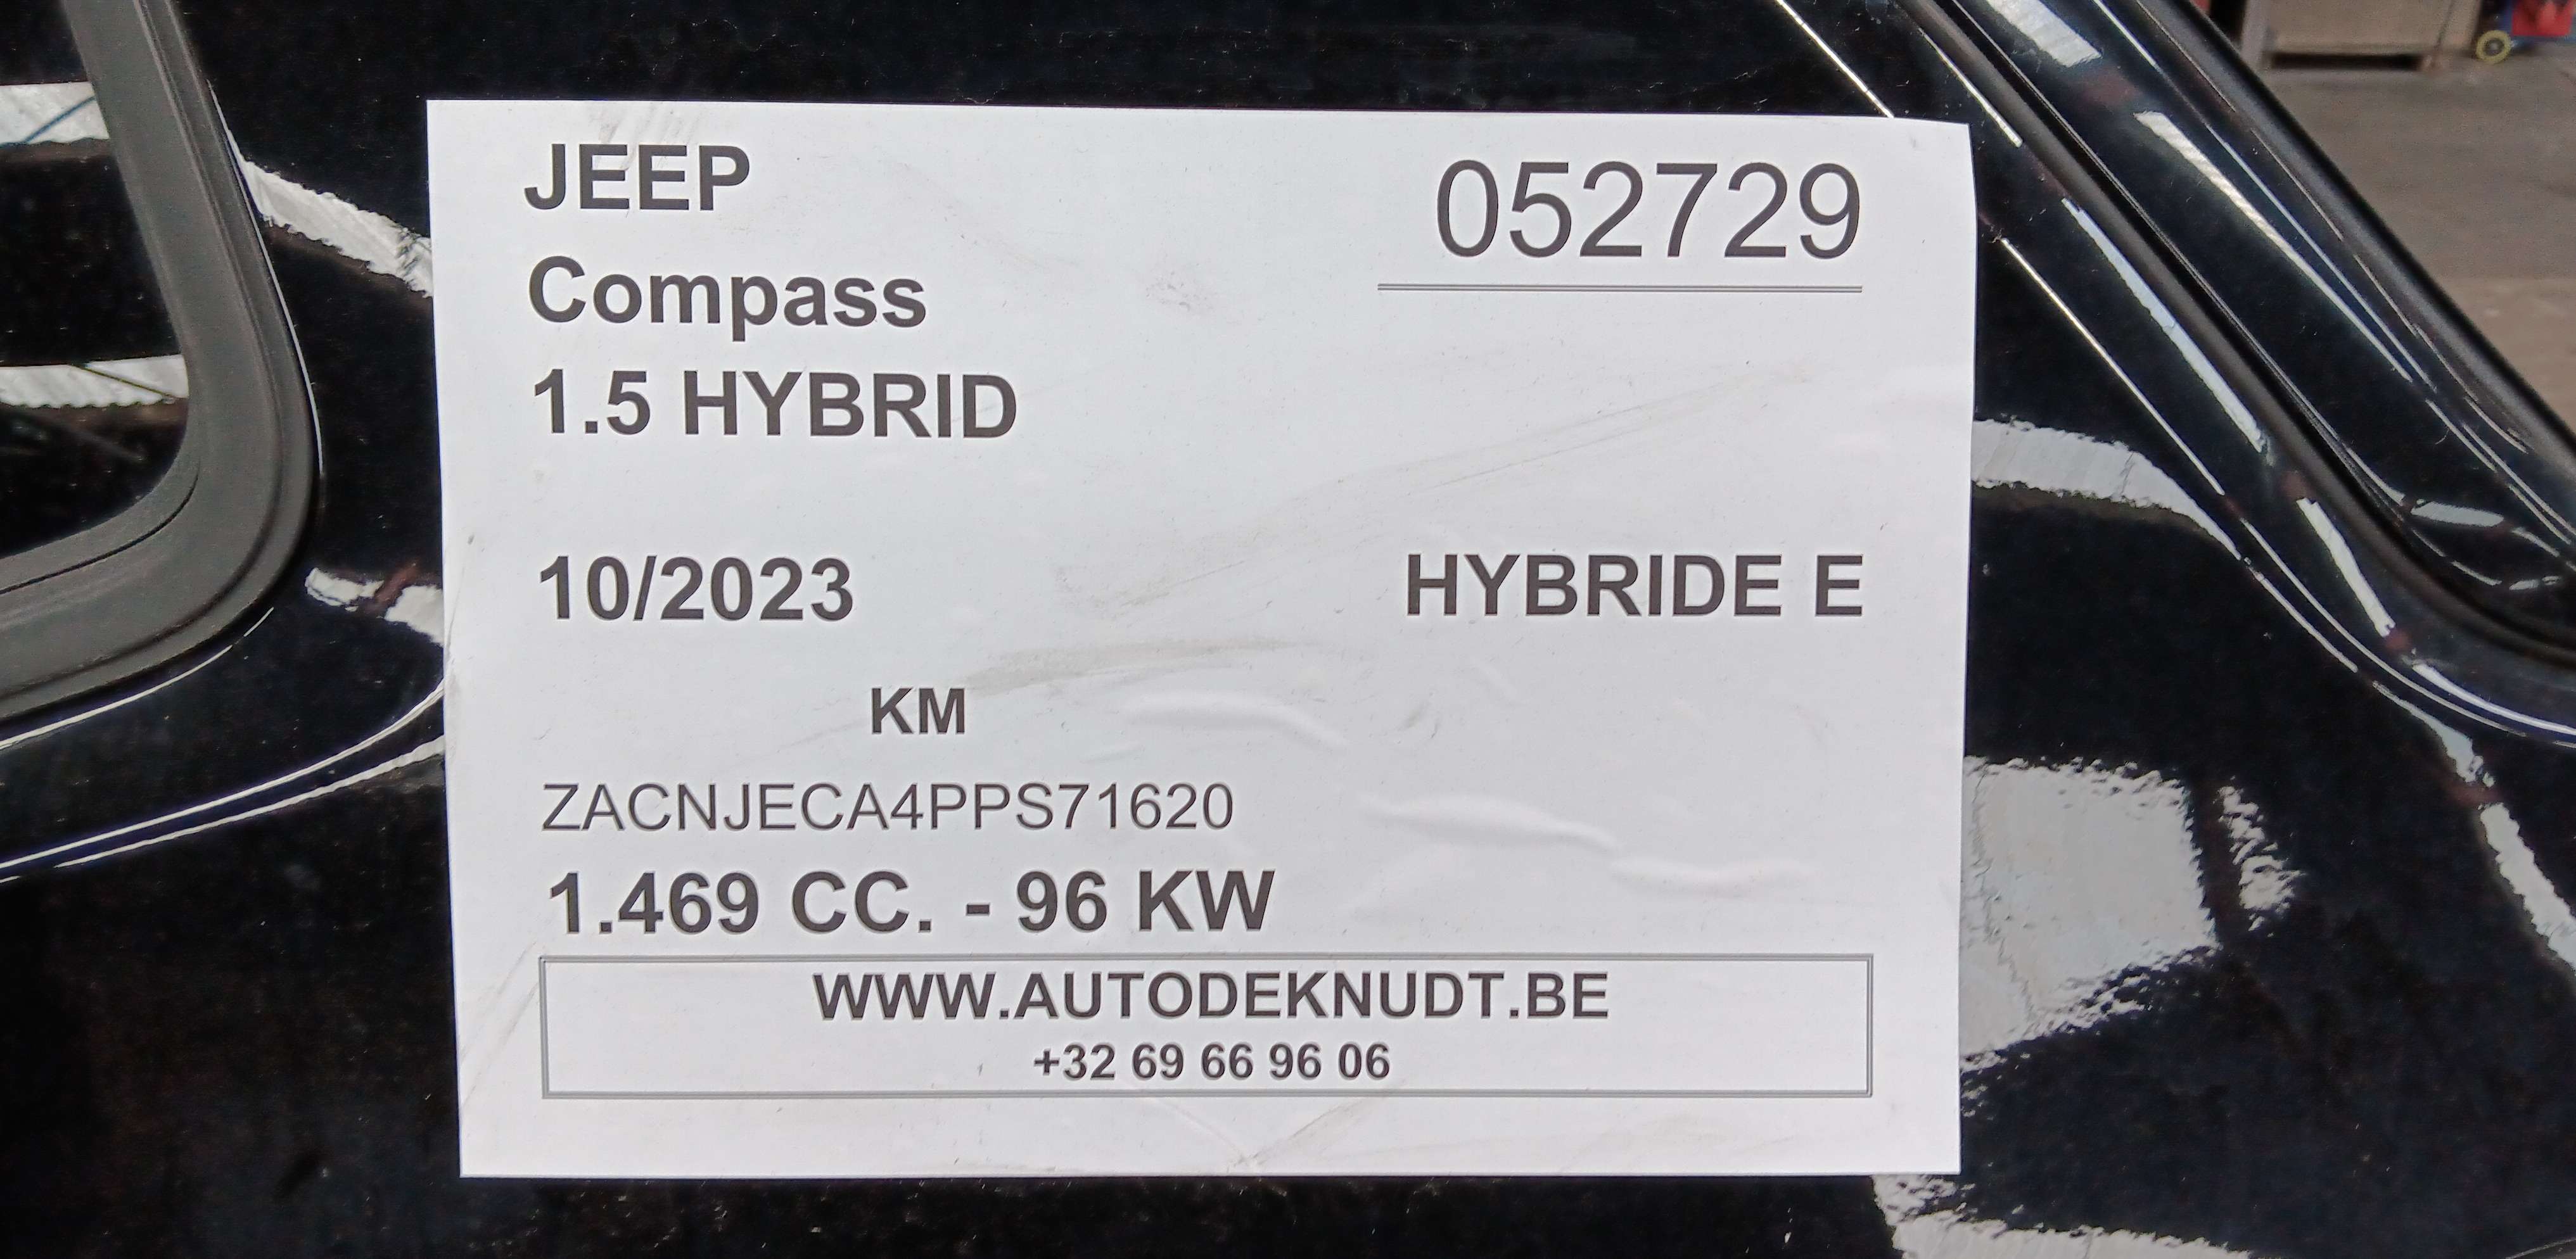 JEEP
052729
Compass
1.5 HYBRID
10/2023
HYBRIDE E
KM
ZACNJECA4PPS71620
1.469 CC. - 96 KW
WWW.AUTODEKNUDT.BE
+32 69 66 96 06